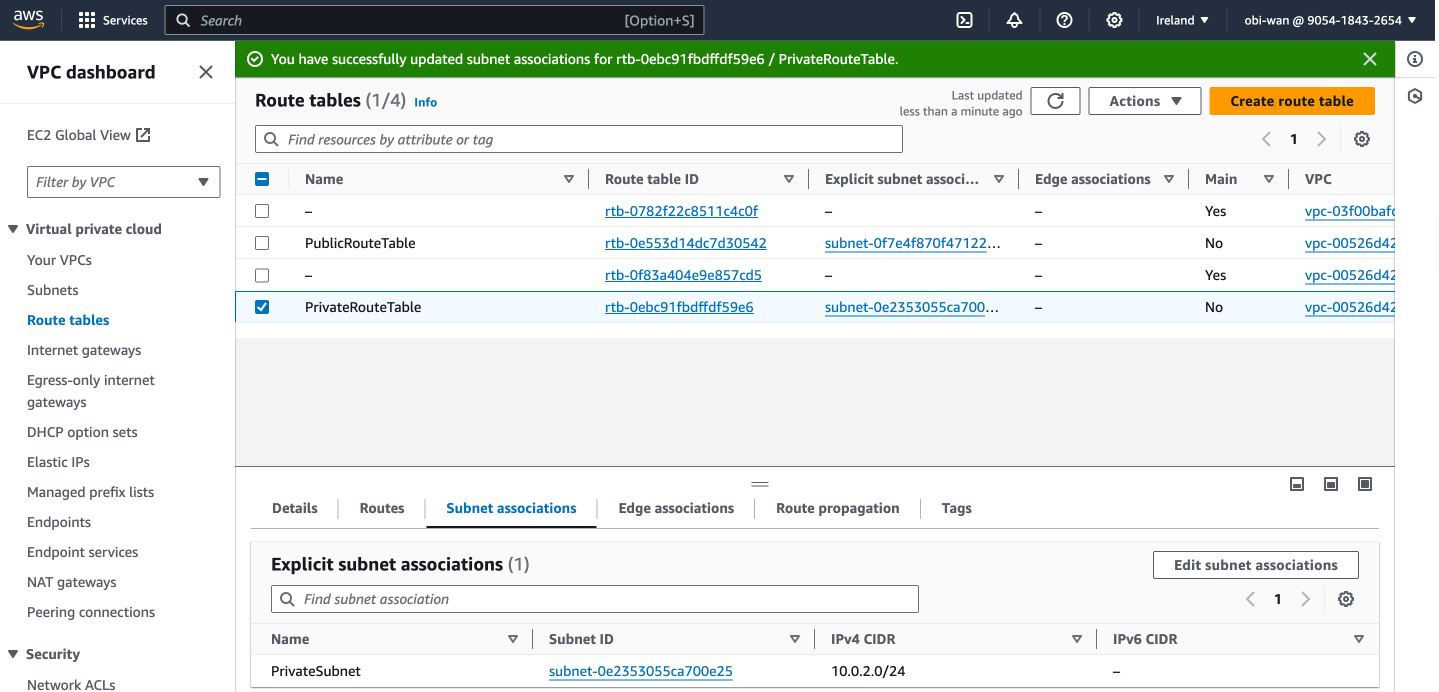 aws
Services
Search [Option+S]
Ireland
obi-wan @ 9054-1843-2654
VPC dashboard
EC2 Global View
Filter by VPC
Virtual private cloud
Your VPCs
Subnets
Route tables
Internet gateways
Egress-only internet
gateways
DHCP option sets
Elastic IPs
Managed prefix lists
Endpoints
Endpoint services
NAT gateways
Peering connections
Security
Network ACLs
You have successfully updated subnet associations for rtb-0ebc91fbdffdf59e6 / PrivateRouteTable.
Route tables (1/4) Info
Last updated
less than a minute ago
Actions
Create route table
Find resources by attribute or tag
1
Name Route table ID Explicit subnet associ... Edge associations Main VPC
– rtb-0782f22c8511c4c0f – – Yes vpc-03f00bafc
PublicRouteTable rtb-0e553d14dc7d30542 subnet-0f7e4f870f47122... – No vpc-00526d42
– rtb-0f83a404e9e857cd5 – – Yes vpc-00526d42
PrivateRouteTable rtb-0ebc91fbdffdf59e6 subnet-0e2353055ca700... – No vpc-00526d42
Details Routes Subnet associations Edge associations Route propagation Tags
Explicit subnet associations (1)
Edit subnet associations
Find subnet association
1
Name Subnet ID IPv4 CIDR IPv6 CIDR
PrivateSubnet subnet-0e2353055ca700e25 10.0.2.0/24 –